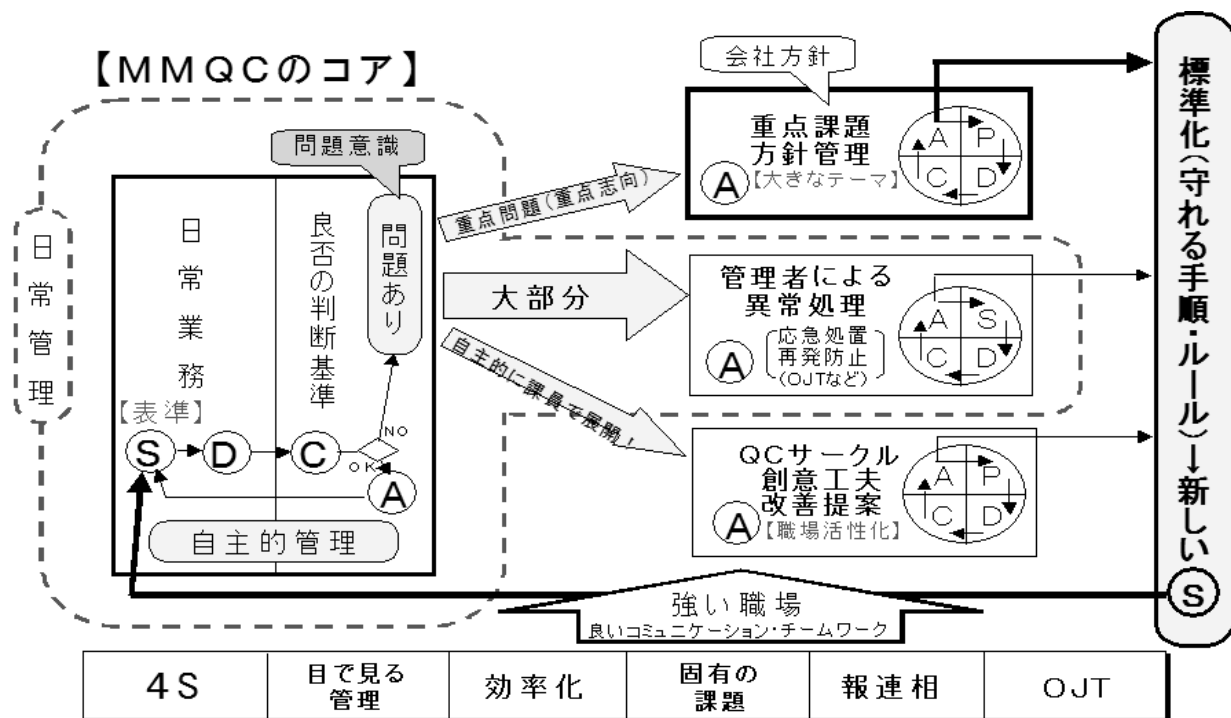 【MMQCのコア】
日常管理
問題意識
日常業務
【表準】
良否の判断基準
問題あり
S
D
C
NO
OK
A
自主的管理
重点問題(重点志向)
大部分
自主的に課員で展開!
会社方針
重点課題
方針管理
【大きなテーマ】
A
A
P
C
D
管理者による
異常処理
応急処置
再発防止
(OJTなど)
A
A
S
C
D
QCサークル
創意工夫
改善提案
【職場活性化】
A
A
P
C
D
標準化(守れる手順・ルール)→新しい
S
強い職場
良いコミュニケーション・チームワーク
4S
目で見る
管理
効率化
固有の
課題
報連相
OJT